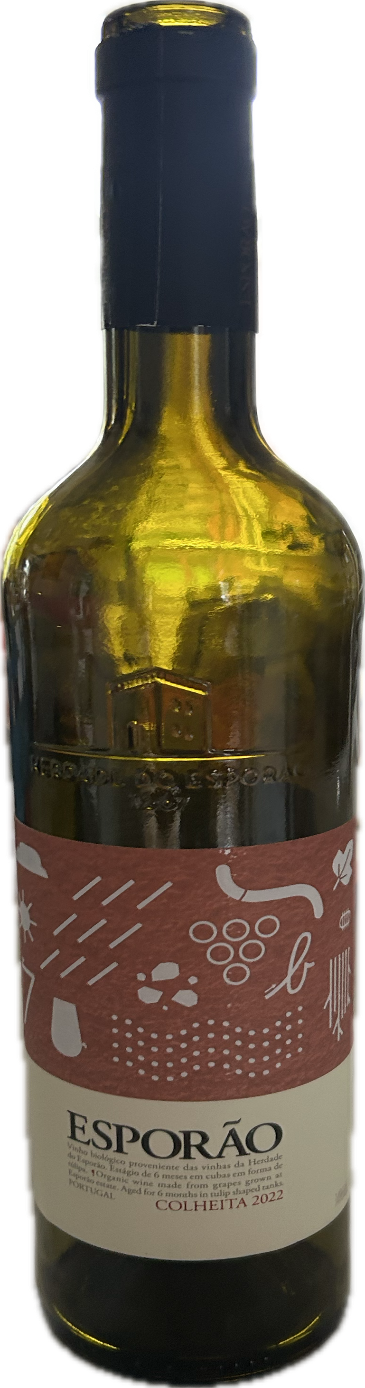 HERDADE DO ESPORÃO
1267
b
ESPORÃO
Vinho biológico proveniente das vinhas da Herdade
do Esporão. Estágio de 6 meses em cubas em forma de
túlipa. ¶ Organic wine made from grapes grown at
Esporão estate. Aged for 6 months in tulip shaped tanks.
PORTUGAL
COLHEITA 2022